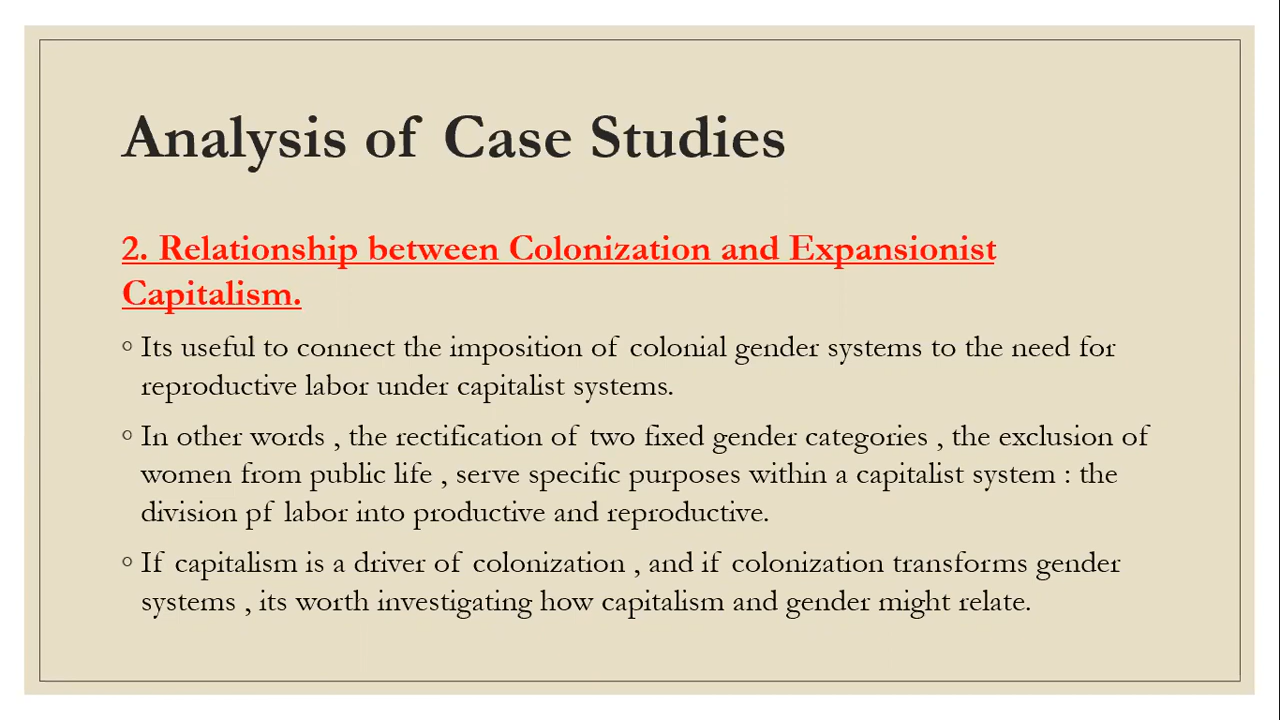 Analysis of Case Studies
2. Relationship between Colonization and Expansionist
Capitalism.
◦ Its useful to connect the imposition of colonial gender systems to the need for
reproductive labor under capitalist systems.
◦ In other words , the rectification of two fixed gender categories , the exclusion of
women from public life , serve specific purposes within a capitalist system : the
division pf labor into productive and reproductive.
◦ If capitalism is a driver of colonization , and if colonization transforms gender
systems , its worth investigating how capitalism and gender might relate.